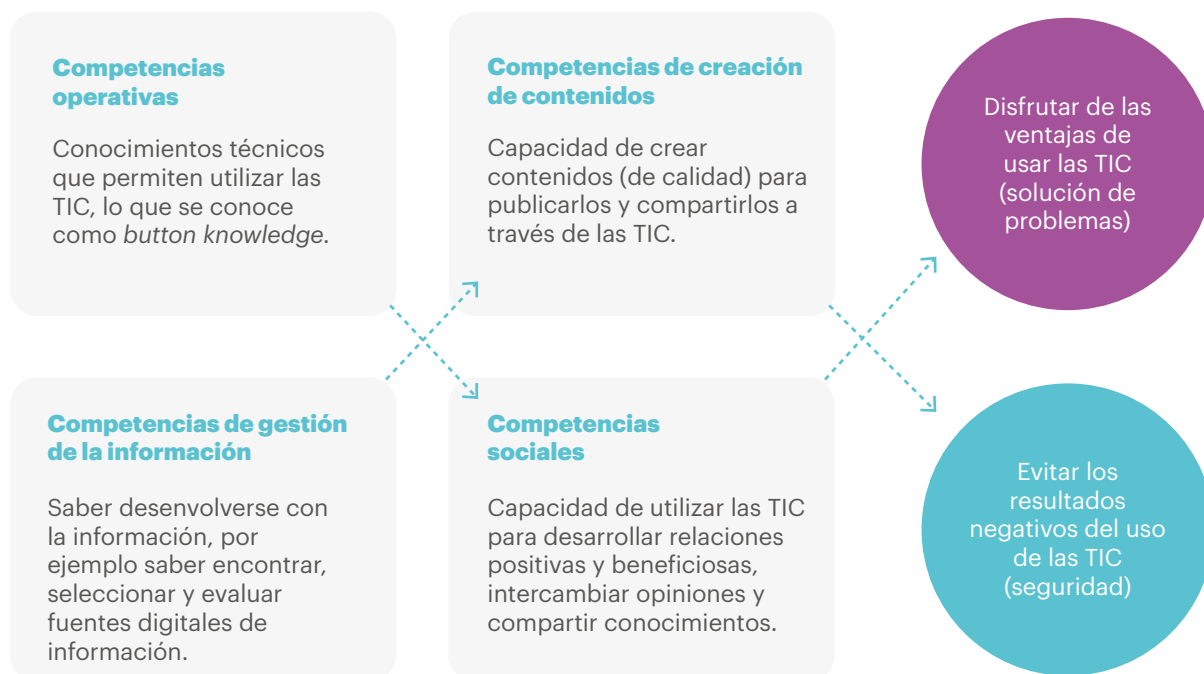 Competencias
operativas
Conocimientos técnicos
que permiten utilizar las
TIC, lo que se conoce
como button knowledge.
Competencias de creación
de contenidos
Capacidad de crear
contenidos (de calidad) para
publicarlos y compartirlos a
través de las TIC.
Disfrutar de las
ventajas de
usar las TIC
(solución de
problemas)
Competencias de gestión
de la información
Saber desenvolverse con
la información, por
ejemplo saber encontrar,
seleccionar y evaluar
fuentes digitales de
información.
Competencias
sociales
Capacidad de utilizar las TIC
para desarrollar relaciones
positivas y beneficiosas,
intercambiar opiniones y
compartir conocimientos.
Evitar los
resultados
negativos del uso
de las TIC
(seguridad)